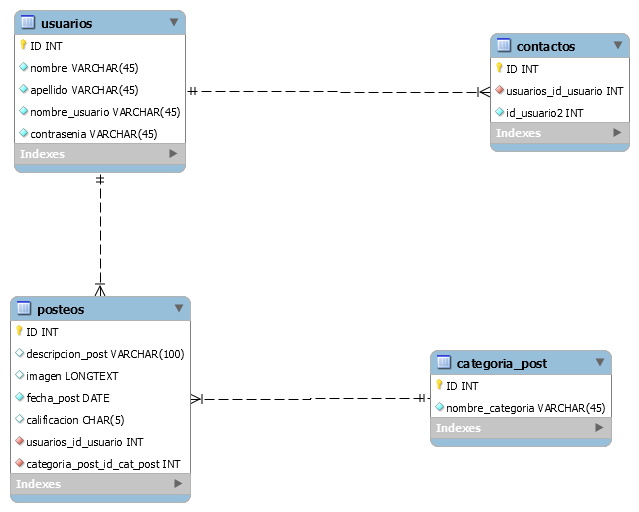 usuarios
ID INT
nombre VARCHAR(45)
apellido VARCHAR(45)
nombre_usuario VARCHAR(45)
contrasenia VARCHAR(45)
Indexes
contactos
ID INT
usuarios_id_usuario INT
id_usuario2 INT
Indexes
posteos
ID INT
descripcion_post VARCHAR(100)
imagen LONGTEXT
fecha_post DATE
calificacion CHAR(5)
usuarios_id_usuario INT
categoria_post_id_cat_post INT
Indexes
categoria_post
ID INT
nombre_categoria VARCHAR(45)
Indexes